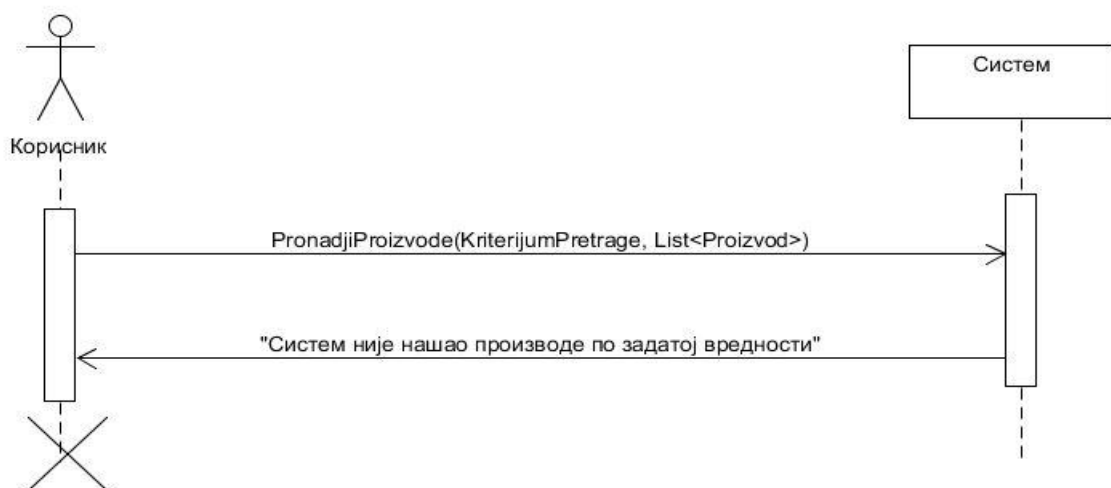 Систем
Корисник
PronadjiProizvode(KriterijumPretrage, List<Proizvod>)
"Систем није нашао производе по задатој вредности"